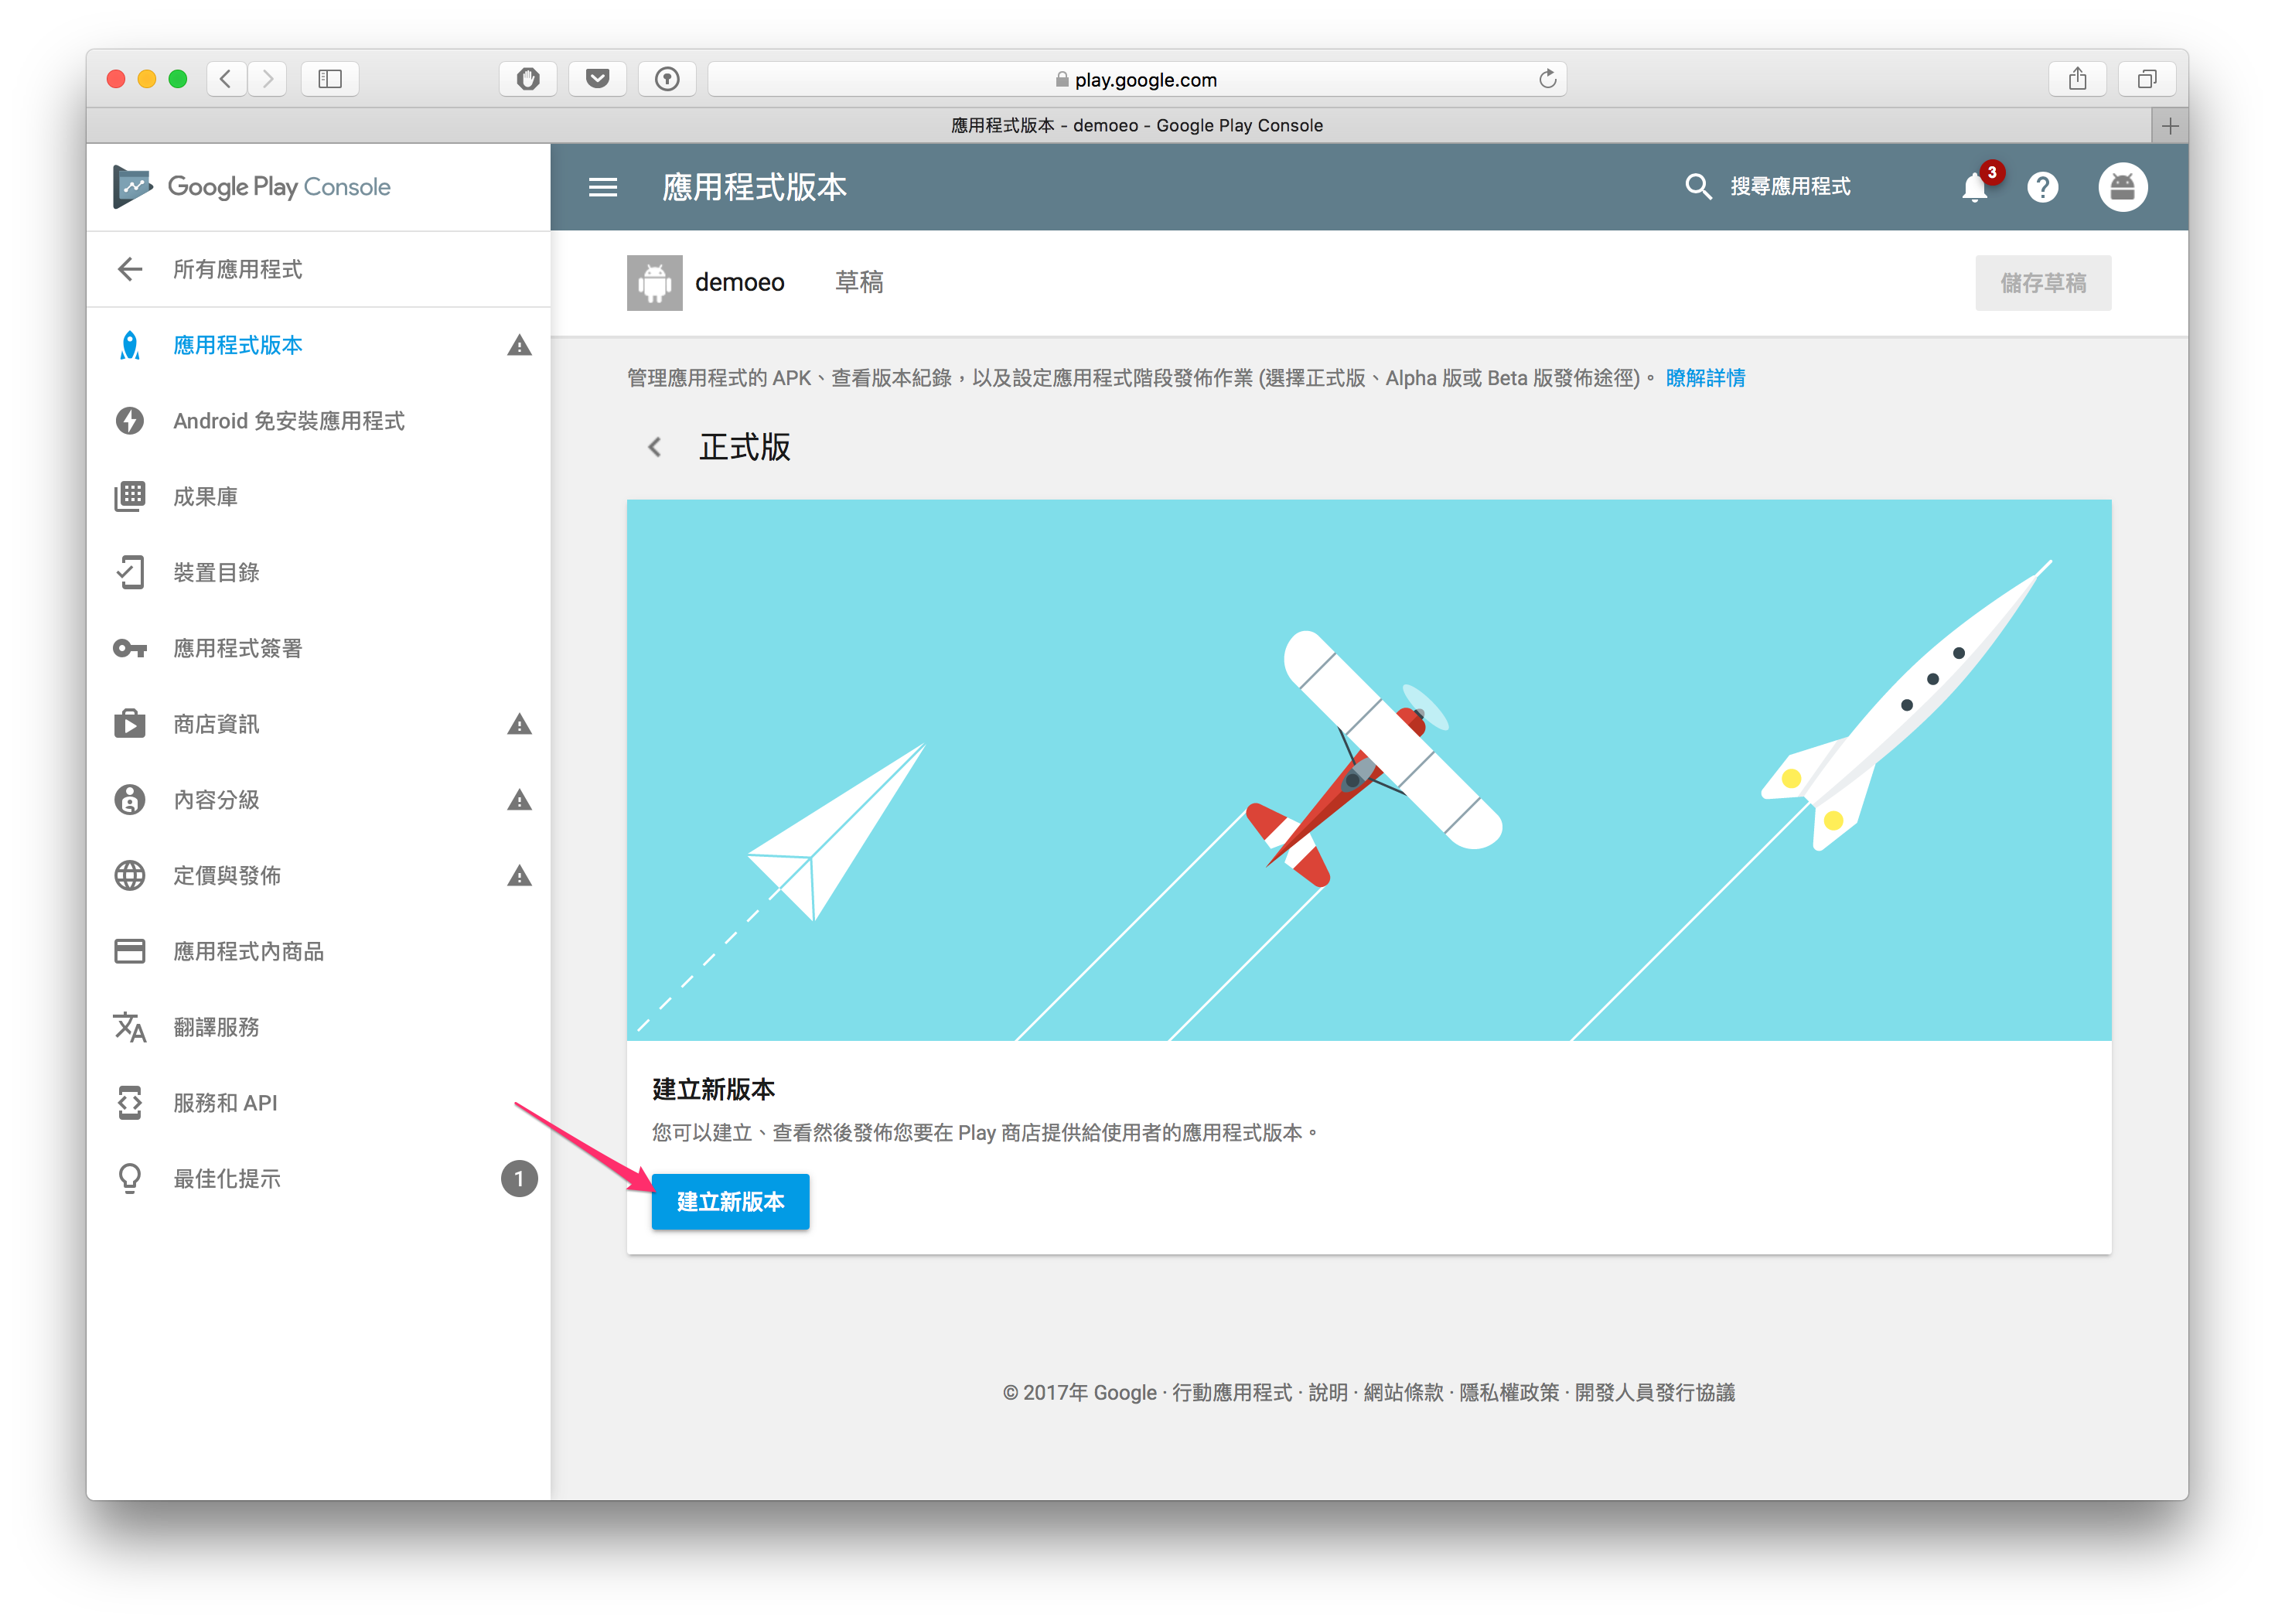 play.google.com
應用程式版本 - demoeo - Google Play Console
Google Play Console
應用程式版本
搜尋應用程式
3
所有應用程式
demoeo 草稿
儲存草稿
應用程式版本
Android 免安裝應用程式
成果庫
裝置目錄
應用程式簽署
商店資訊
內容分級
定價與發佈
應用程式內商品
翻譯服務
服務和 API
最佳化提示
1
管理應用程式的 APK、查看版本紀錄，以及設定應用程式階段發佈作業 (選擇正式版、Alpha 版或 Beta 版發佈途徑)。 瞭解詳情
正式版
建立新版本
您可以建立、查看然後發佈您要在 Play 商店提供給使用者的應用程式版本。
建立新版本
© 2017年 Google · 行動應用程式 · 說明 · 網站條款 · 隱私權政策 · 開發人員發行協議